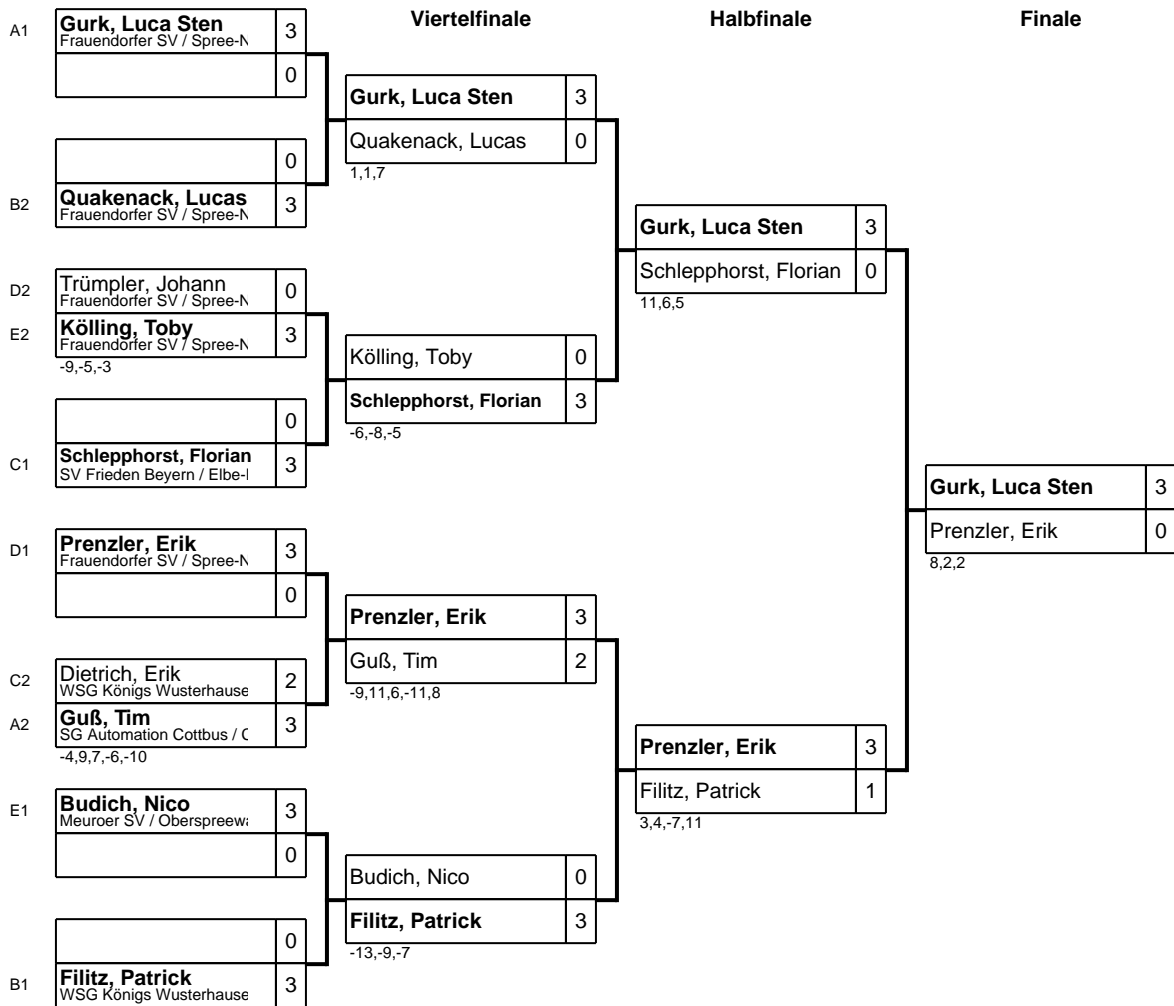 Viertelfinale
Halbfinale
Finale
A1
Gurk, Luca Sten
3
Frauendorfer SV / Spree-N
0
0
B2
Quakenack, Lucas
3
Frauendorfer SV / Spree-N
D2
Trümpler, Johann
0
Frauendorfer SV / Spree-N
E2
Kölling, Toby
3
Frauendorfer SV / Spree-N
-9,-5,-3
0
C1
Schlepphorst, Florian
3
SV Frieden Beyern / Elbe-
D1
Prenzler, Erik
3
Frauendorfer SV / Spree-N
0
C2
Dietrich, Erik
2
WSG Königs Wusterhause
A2
Guß, Tim
3
SG Automation Cottbus / C
-4,9,7,-6,-10
E1
Budich, Nico
3
Meuroer SV / Oberspreewa
0
0
B1
Filitz, Patrick
3
WSG Königs Wusterhause
Gurk, Luca Sten
3
Quakenack, Lucas
0
1,1,7
Kölling, Toby
0
Schlepphorst, Florian
3
-6,-8,-5
Prenzler, Erik
3
Guß, Tim
2
-9,11,6,-11,8
Budich, Nico
0
Filitz, Patrick
3
-13,-9,-7
Gurk, Luca Sten
3
Schlepphorst, Florian
0
11,6,5
Prenzler, Erik
3
Filitz, Patrick
1
3,4,-7,11
Gurk, Luca Sten
3
Prenzler, Erik
0
8,2,2